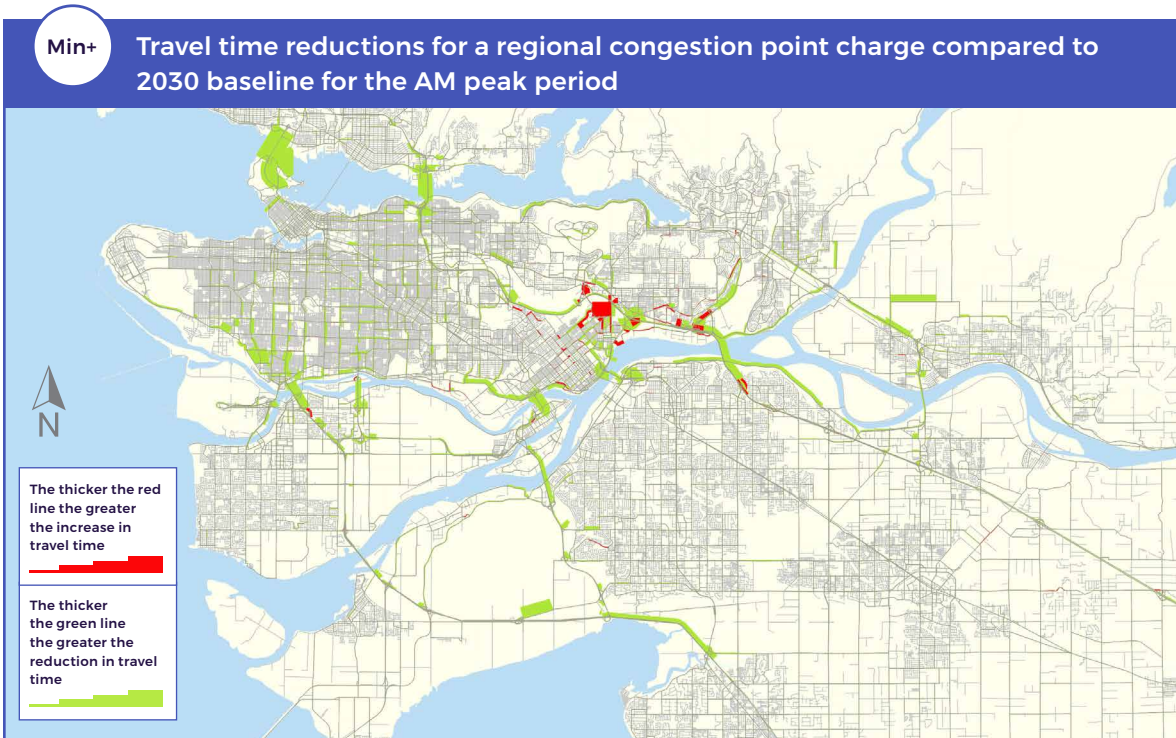 Min+
Travel time reductions for a regional congestion point charge compared to
2030 baseline for the AM peak period
N
The thicker the red
line the greater
the increase in
travel time
The thicker
the green line
the greater the
reduction in travel
time